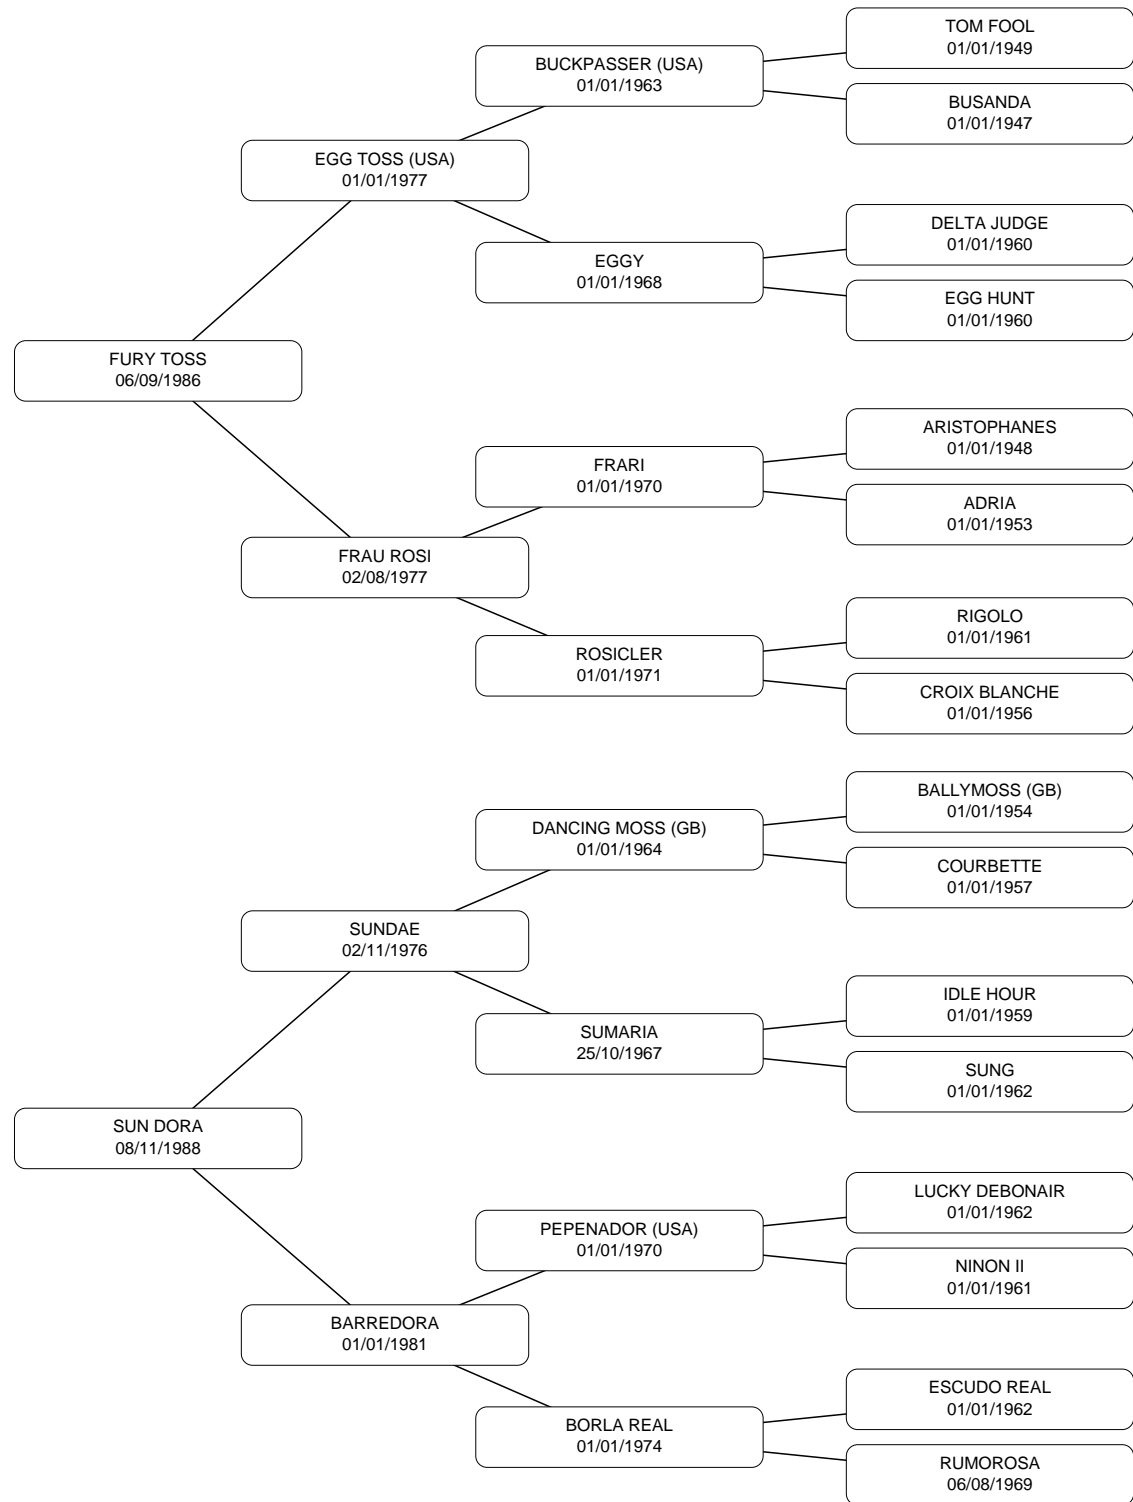 TOM FOOL
01/01/1949
BUCKPASSER (USA)
01/01/1963
BUSANDA
01/01/1947
EGG TOSS (USA)
01/01/1977
DELTA JUDGE
01/01/1960
EGGY
01/01/1968
EGG HUNT
01/01/1960
FURY TOSS
06/09/1986
ARISTOPHANES
01/01/1948
FRARI
01/01/1970
ADRIA
01/01/1953
FRAU ROSI
02/08/1977
RIGOLO
01/01/1961
ROSICLER
01/01/1971
CROIX BLANCHE
01/01/1956
BALLYMOSS (GB)
01/01/1954
DANCING MOSS (GB)
01/01/1964
COURBETTE
01/01/1957
SUNDAE
02/11/1976
IDLE HOUR
01/01/1959
SUMARIA
25/10/1967
SUNG
01/01/1962
SUN DORA
08/11/1988
LUCKY DEBONAIR
01/01/1962
PEPENADOR (USA)
01/01/1970
NINON II
01/01/1961
BARREDORA
01/01/1981
ESCUDO REAL
01/01/1962
BORLA REAL
01/01/1974
RUMOROSA
06/08/1969